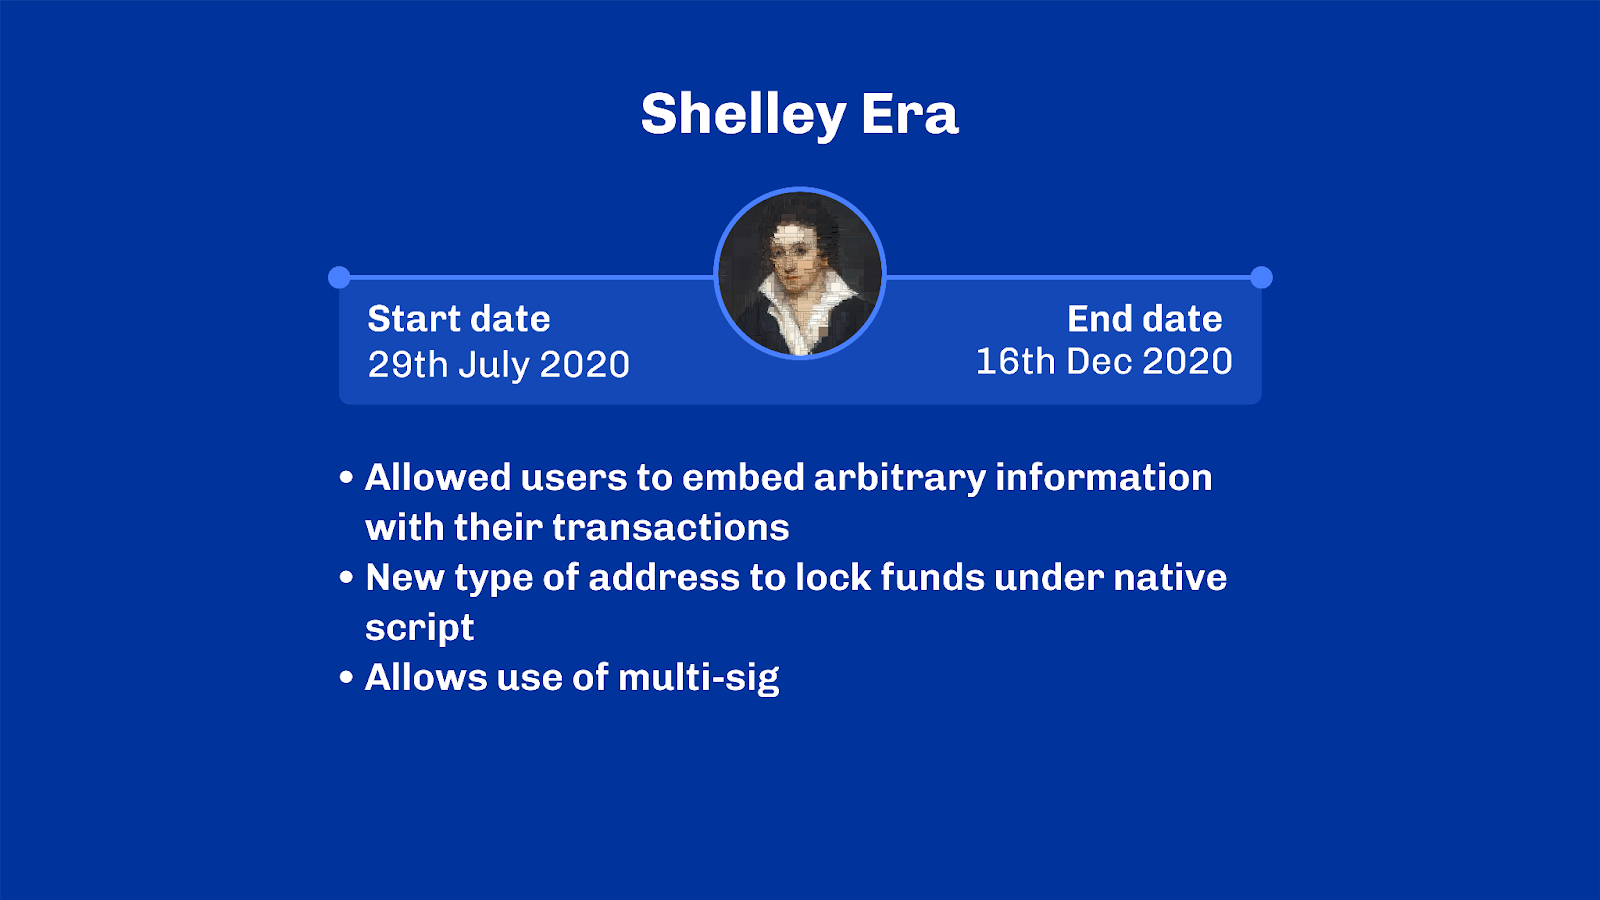 Shelley Era
Start date
29th July 2020
End date
16th Dec 2020
• Allowed users to embed arbitrary information
with their transactions
• New type of address to lock funds under native
script
• Allows use of multi-sig